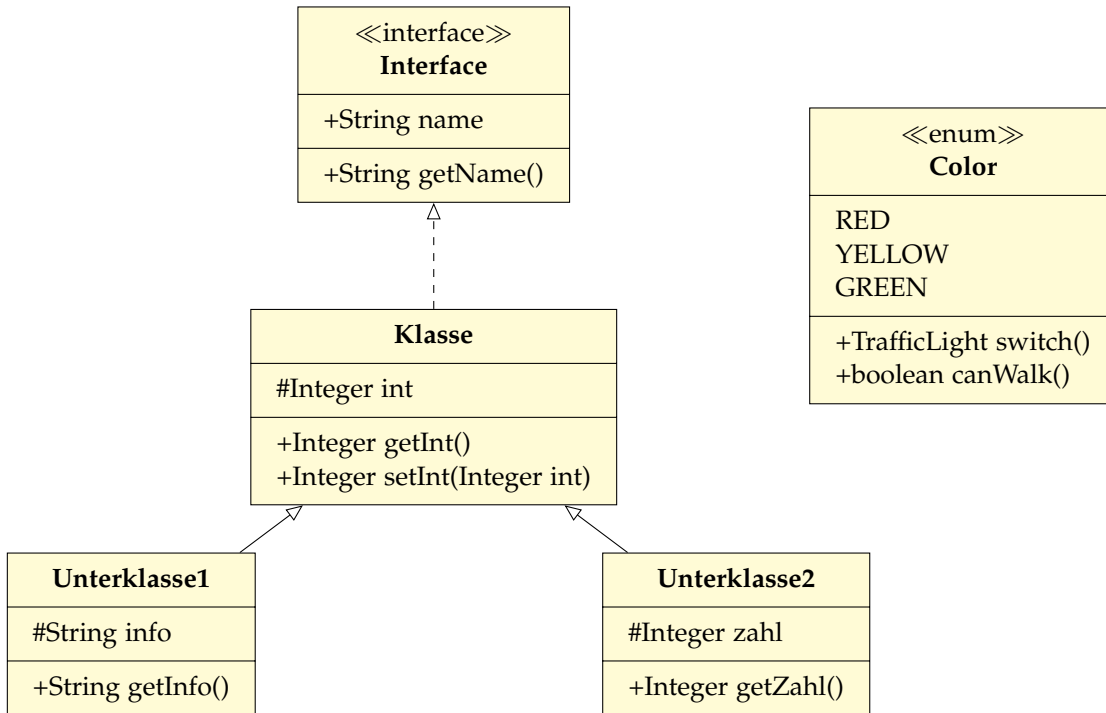 ≪interface≫
Interface
+String name
+String getName()
≪enum≫
Color
RED
YELLOW
GREEN
+TrafficLight switch()
+boolean canWalk()
Klasse
#Integer int
+Integer getInt()
+Integer setInt(Integer int)
Unterklasse1
#String info
+String getInfo()
Unterklasse2
#Integer zahl
+Integer getZahl()